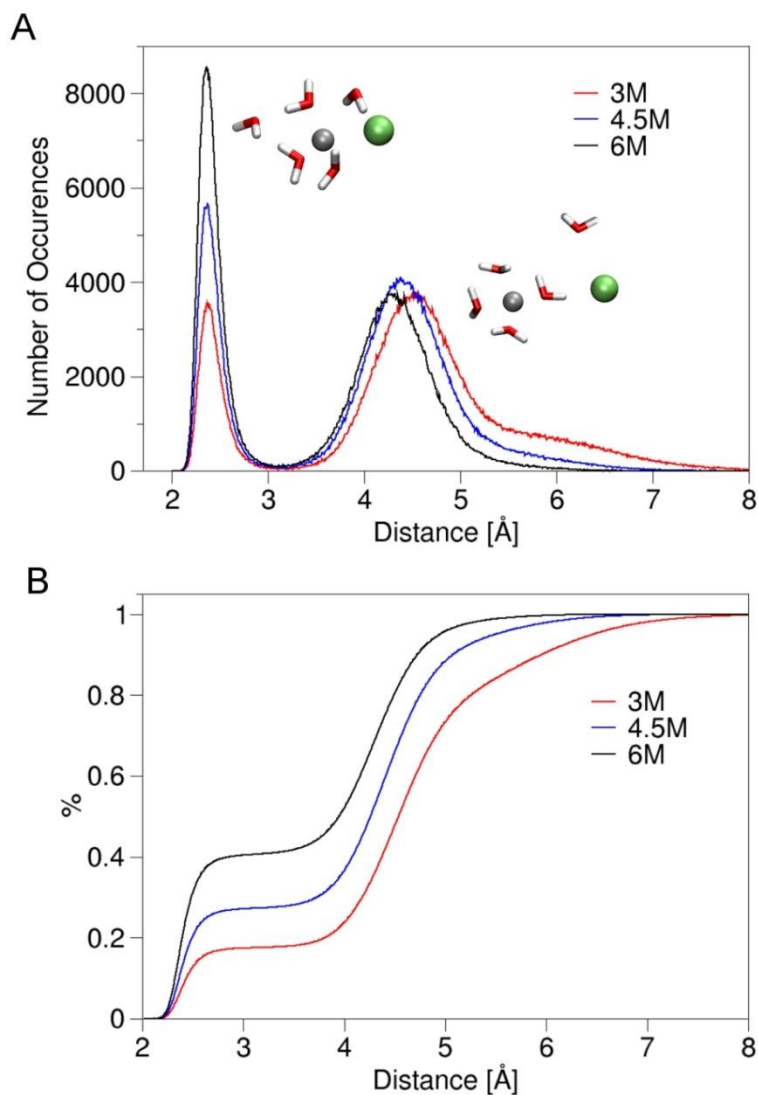 A
Number of Occurences
8000
6000
4000
2000
0
3M
4.5M
6M
2 3 4 5 6 7 8
Distance [Å]
B
%
1
0.8
0.6
0.4
0.2
0
3M
4.5M
6M
2 3 4 5 6 7 8
Distance [Å]